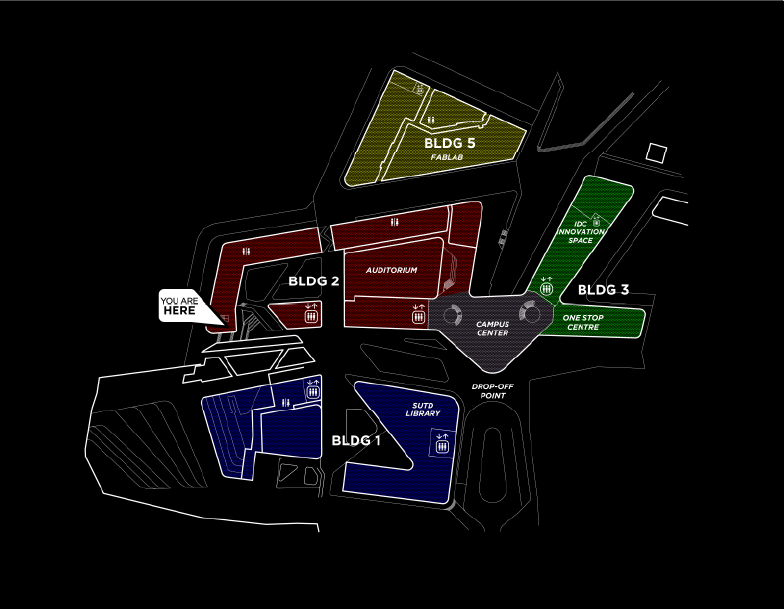 BLDG 5
FABLAB
IDC
INNOVATION
SPACE
AUDITORIUM
BLDG 2
BLDG 3
YOU ARE
HERE
CAMPUS
CENTER
ONE STOP
CENTRE
DROP-OFF
POINT
SUTD
LIBRARY
BLDG 1